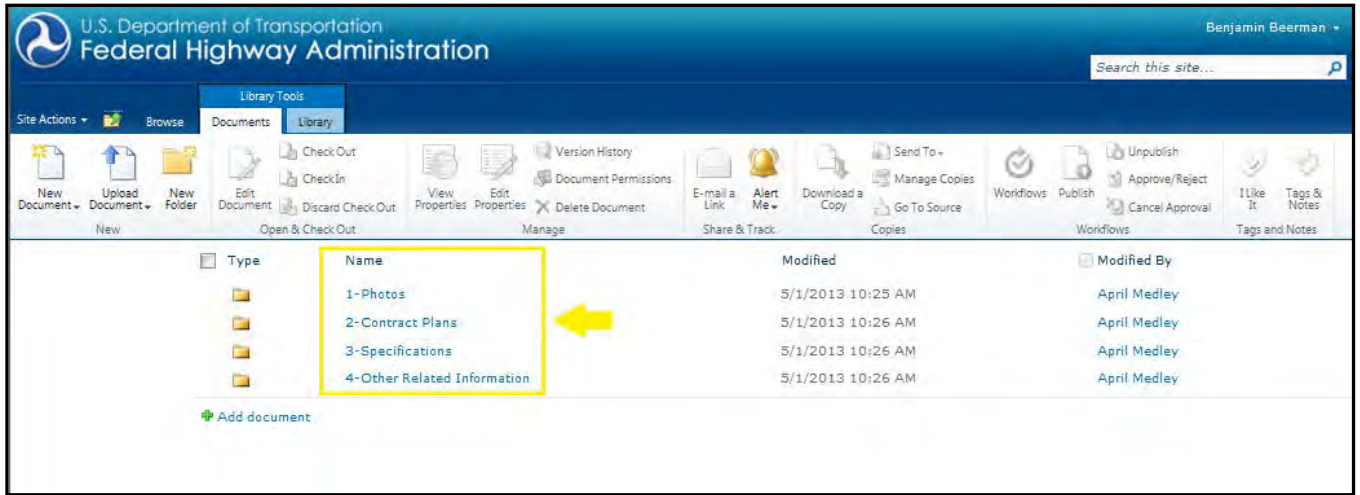 U.S. Department of Transportation
Federal Highway Administration
Benjamin Beerman
Search this site...
Library Tools
Site Actions
Browse
Documents
Library
New Document
Upload Document
New Folder
New
Edit Document
Check Out
Check In
Discard Check Out
Open & Check Out
View Properties
Edit Properties
Version History
Document Permissions
Delete Document
Manage
E-mail a Link
Alert Me
Share & Track
Download a Copy
Send To
Manage Copies
Go To Source
Copies
Workflows
Publish
Unpublish
Approve/Reject
Cancel Approval
Workflows
I Like It
Tags & Notes
Tags and Notes
Type Name Modified Modified By
1-Photos 5/1/2013 10:25 AM April Medley
2-Contract Plans 5/1/2013 10:26 AM April Medley
3-Specifications 5/1/2013 10:26 AM April Medley
4-Other Related Information 5/1/2013 10:26 AM April Medley
Add document